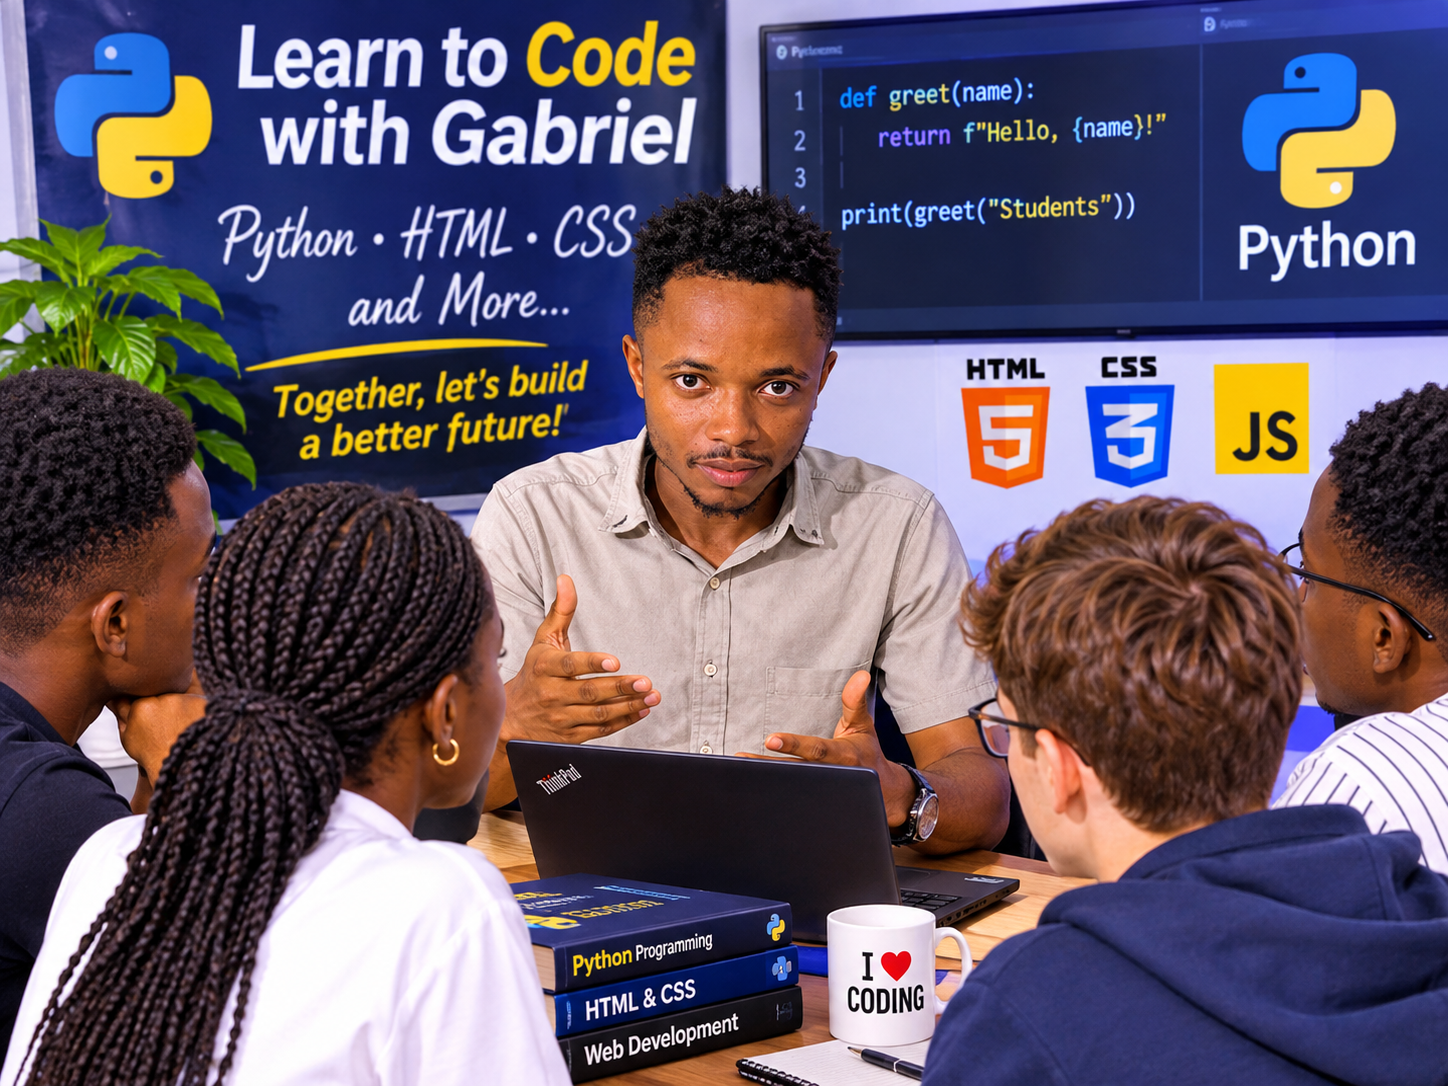 Learn to Code
with Gabriel
Python • HTML • CSS
and More...
Together, let's build
a better future!
1 def greet(name):
2 return f"Hello, {name}!"
3
print(greet("Students"))
Python
HTML
5
CSS
3
JS
ThinkPad
Python Programming
HTML & CSS
Web Development
I ♥
CODING